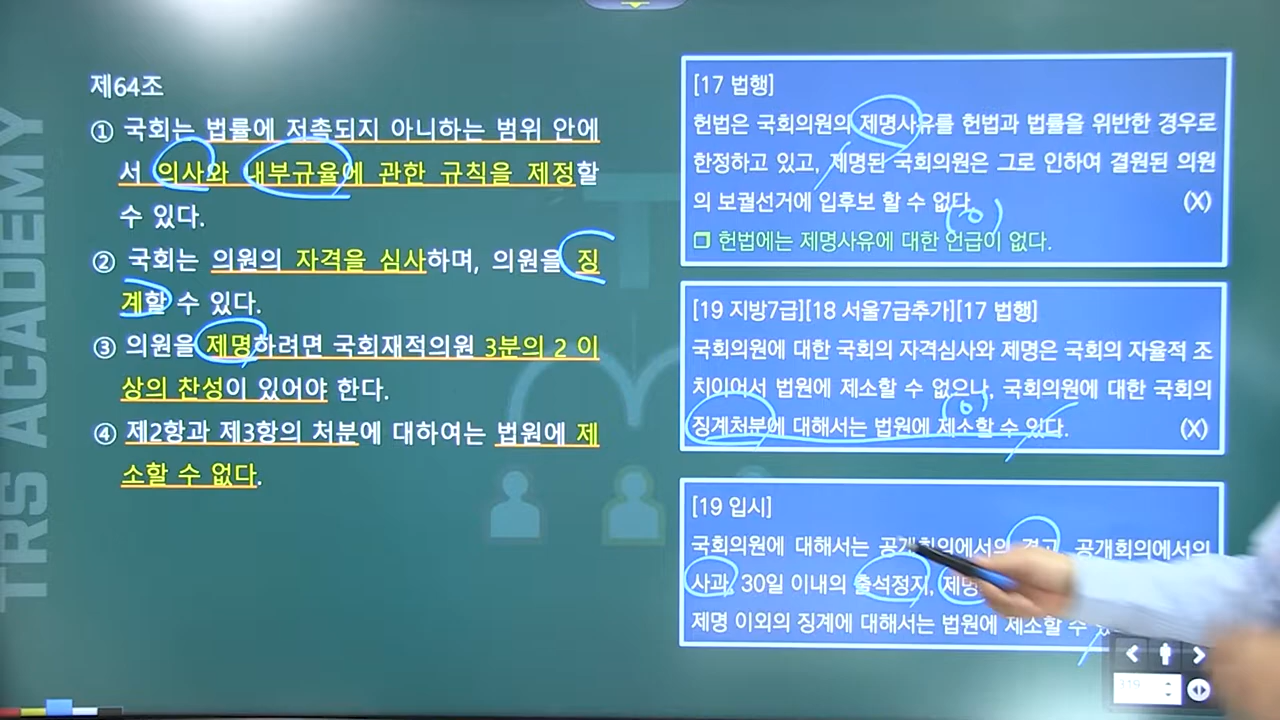 TRS ACADEMY
제64조
① 국회는 법률에 저촉되지 아니하는 범위 안에
서 의사와 내부규율에 관한 규칙을 제정할
수 있다.
② 국회는 의원의 자격을 심사하며, 의원을 징
계할 수 있다.
③ 의원을 제명하려면 국회재적의원 3분의 2 이
상의 찬성이 있어야 한다.
④ 제2항과 제3항의 처분에 대하여는 법원에 제
소할 수 없다.
[17 법행]
헌법은 국회의원의 제명사유를 헌법과 법률을 위반한 경우로
한정하고 있고, 제명된 국회의원은 그로 인하여 결원된 의원
의 보궐선거에 입후보 할 수 없다. (X)
(o)
❒ 헌법에는 제명사유에 대한 언급이 없다.
[19 지방7급][18 서울7급추가][17 법행]
국회의원에 대한 국회의 자격심사와 제명은 국회의 자율적 조
치이어서 법원에 제소할 수 없으나, 국회의원에 대한 국회의
(o)
징계처분에 대해서는 법원에 제소할 수 있다. (X)
[19 입시]
국회의원에 대해서는 공개회의에서의 경고, 공개회의에서의
사과, 30일 이내의 출석정지, 제명
제명 이외의 징계에 대해서는 법원에 제소할 수